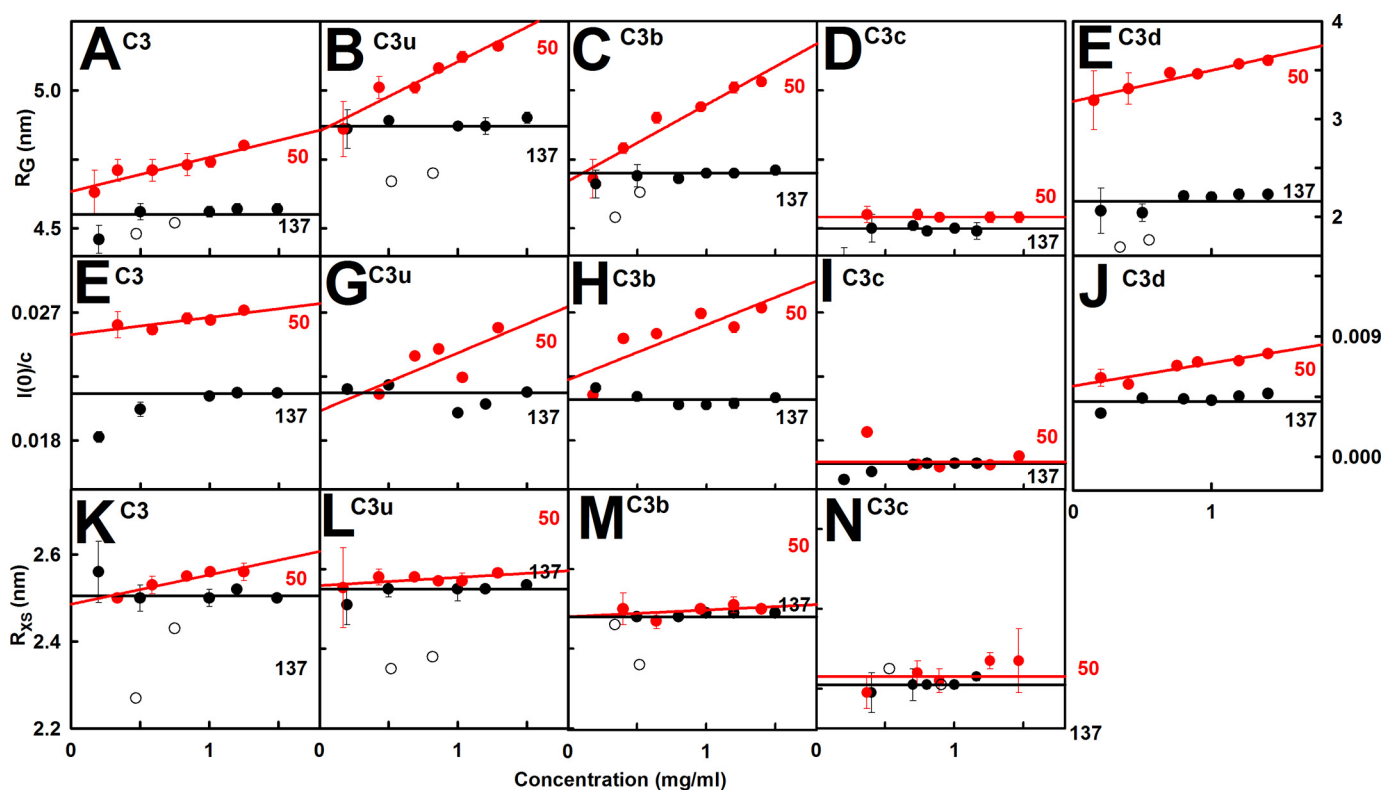 A C3
B C3u
C C3b
D C3c
E C3d
4
3
2
5.0
4.5
R_G (nm)
50
137
50
137
50
137
50
137
50
137
1
E C3
G C3u
H C3b
I C3c
J C3d
0.027
0.018
I(0)/c
0.009
0.000
50
137
50
137
50
137
50
137
50
137
0
1
K C3
L C3u
M C3b
N C3c
2.6
2.4
2.2
R_XS (nm)
50
137
50
137
50
137
50
137
0
1
0
1
0
1
0
1
Concentration (mg/ml)